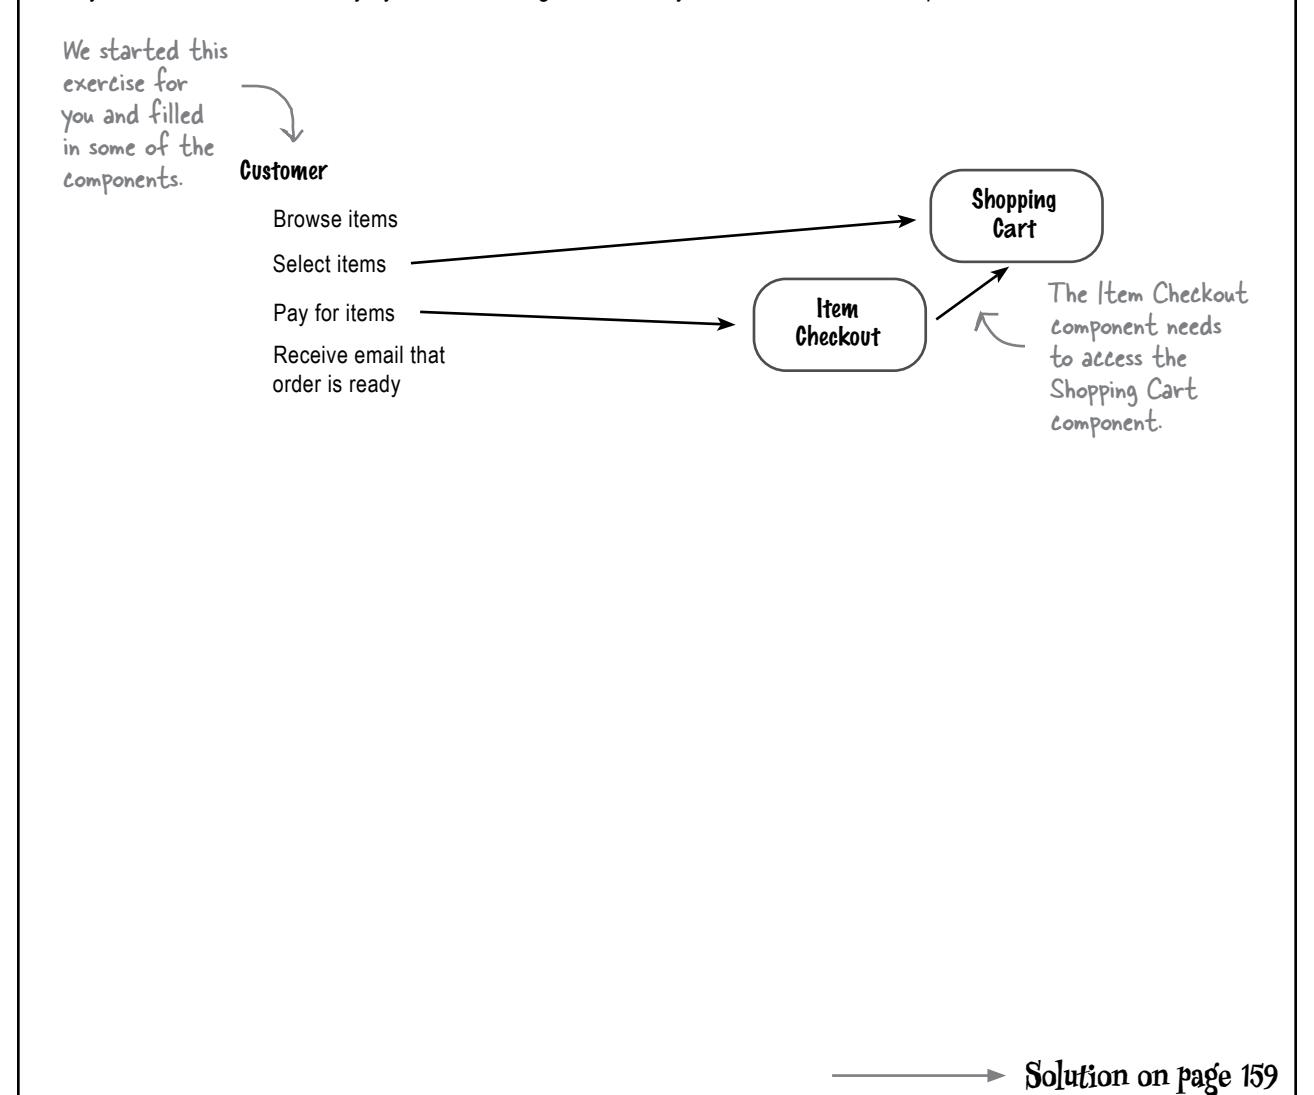 We started this
exercise for
you and filled
in some of the
components.
Customer
Browse items
Select items
Pay for items
Receive email that
order is ready
Shopping
Cart
Item
Checkout
The Item Checkout
component needs
to access the
Shopping Cart
component.
Solution on page 159